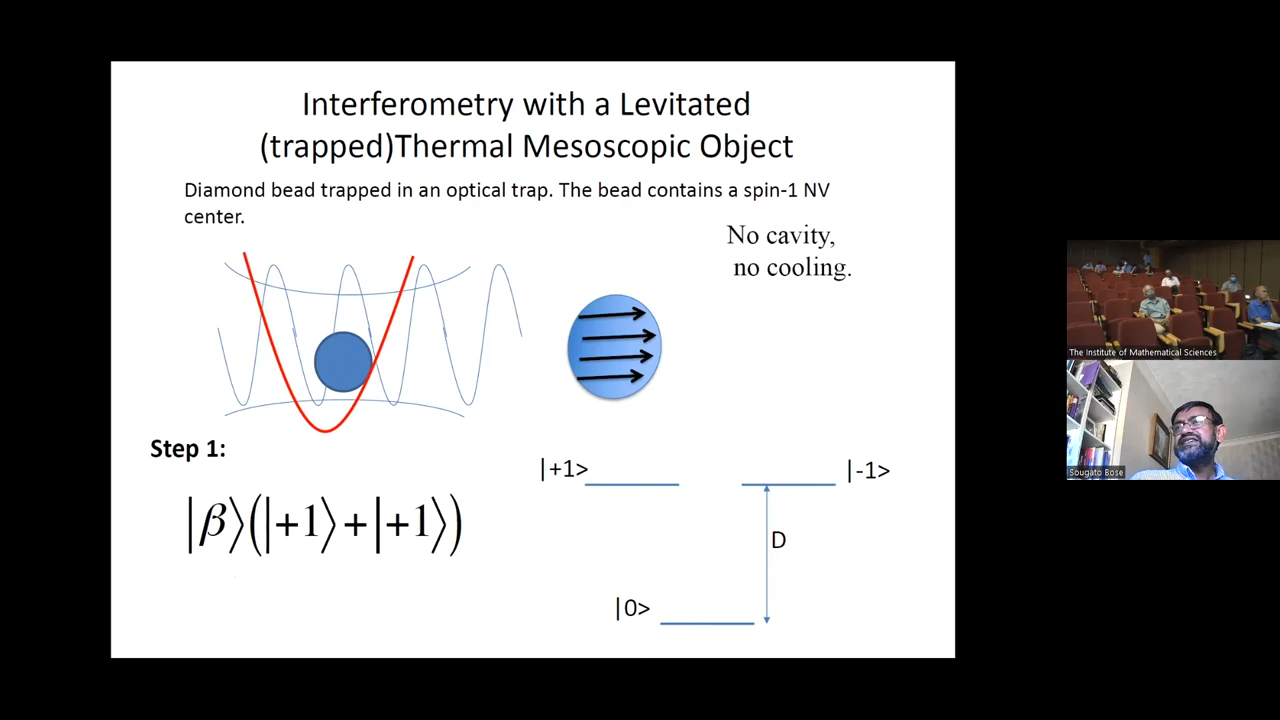 Interferometry with a Levitated
(trapped)Thermal Mesoscopic Object
Diamond bead trapped in an optical trap. The bead contains a spin-1 NV
center.
No cavity,
no cooling.
Step 1:
|β⟩(|+1⟩+|+1⟩)
|+1>
|-1>
D
|0>
The Institute of Mathematical Sciences
Sougato Bose